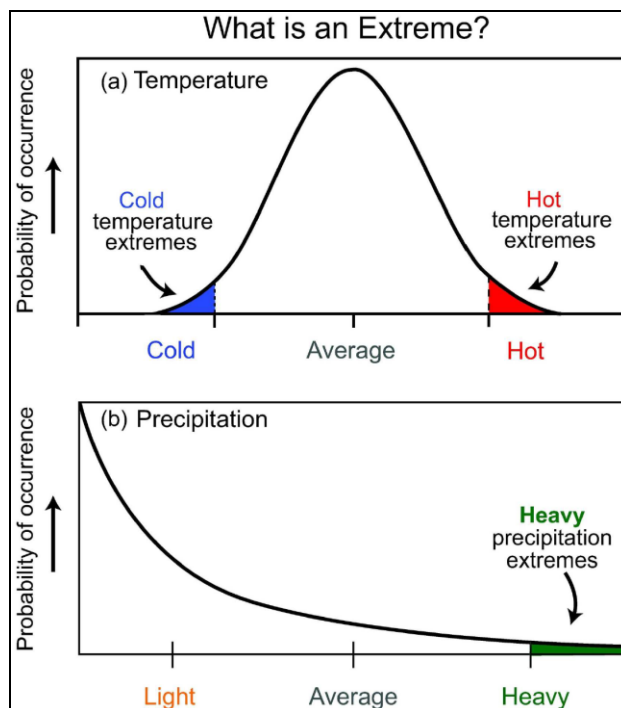 What is an Extreme?
(a) Temperature
Probability of occurrence
Cold
temperature
extremes
Hot
temperature
extremes
Cold
Average
Hot
(b) Precipitation
Probability of occurrence
Heavy
precipitation
extremes
Light
Average
Heavy